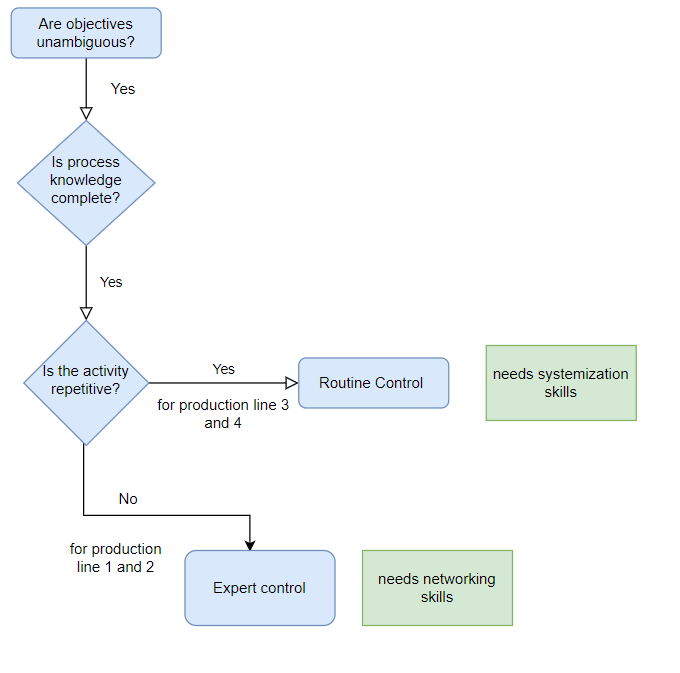 Are objectives
unambiguous?
Yes
Is process
knowledge
complete?
Yes
Is the activity
repetitive?
Yes
for production line 3
and 4
Routine Control
needs systemization
skills
No
for production
line 1 and 2
Expert control
needs networking
skills